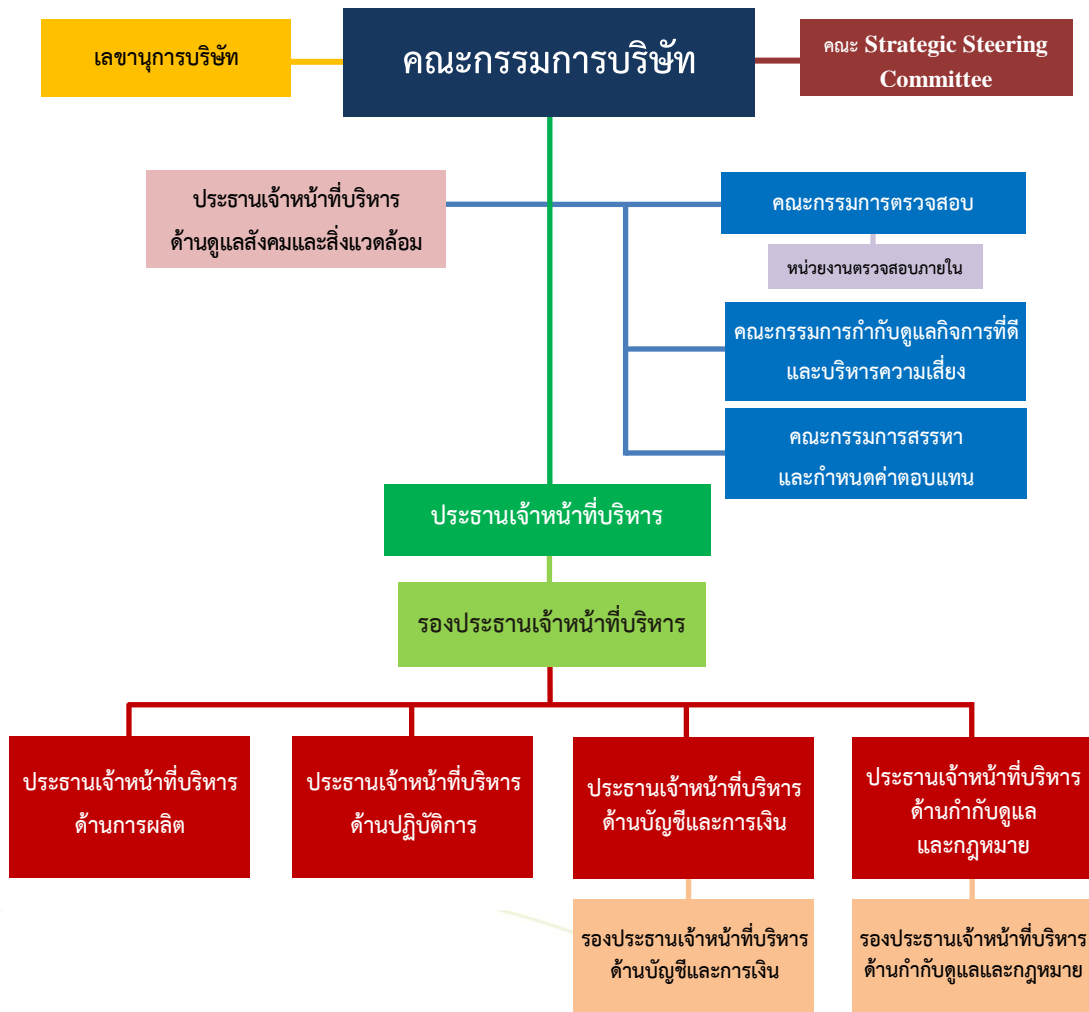 เลขานุการบริษัท
คณะกรรมการบริษัท
คณะ Strategic Steering
Committee
ประธานเจ้าหน้าที่บริหาร
ด้านดูแลสังคมและสิ่งแวดล้อม
คณะกรรมการตรวจสอบ
หน่วยงานตรวจสอบภายใน
คณะกรรมการกำกับดูแลกิจการที่ดี
และบริหารความเสี่ยง
คณะกรรมการสรรหา
และกำหนดค่าตอบแทน
ประธานเจ้าหน้าที่บริหาร
รองประธานเจ้าหน้าที่บริหาร
ประธานเจ้าหน้าที่บริหาร
ด้านการผลิต
ประธานเจ้าหน้าที่บริหาร
ด้านปฏิบัติการ
ประธานเจ้าหน้าที่บริหาร
ด้านบัญชีและการเงิน
ประธานเจ้าหน้าที่บริหาร
ด้านกำกับดูแล
และกฎหมาย
รองประธานเจ้าหน้าที่บริหาร
ด้านบัญชีและการเงิน
รองประธานเจ้าหน้าที่บริหาร
ด้านกำกับดูแลและกฎหมาย